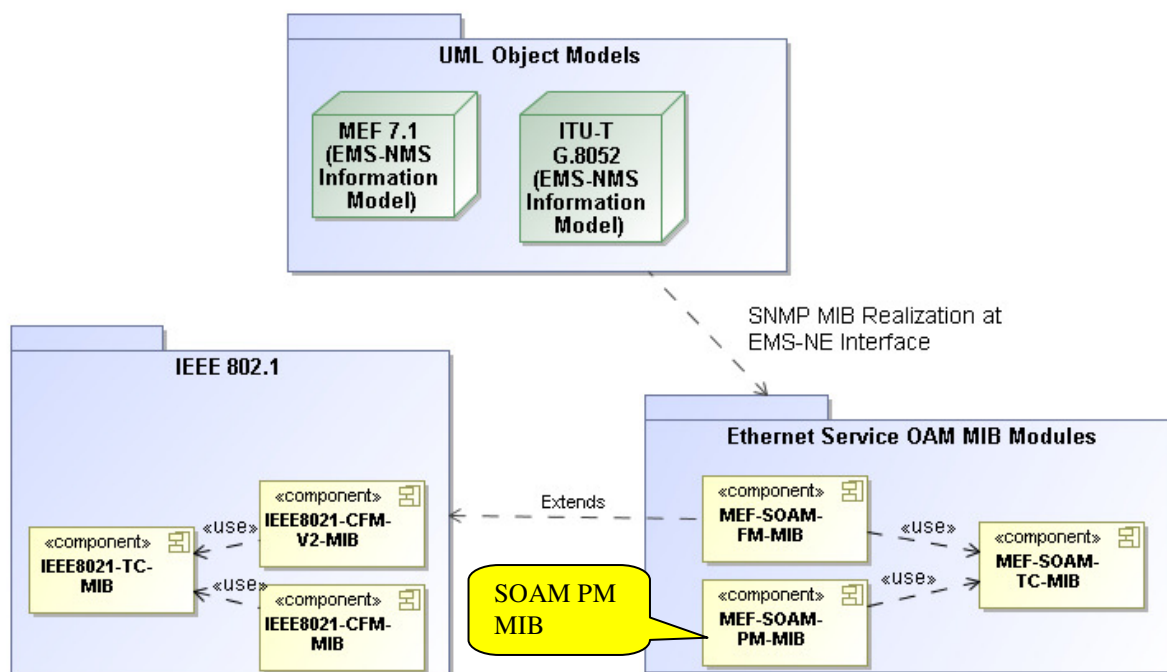 UML Object Models
MEF 7.1
(EMS-NMS
Information
Model)
ITU-T
G.8052
(EMS-NMS
Information
Model)
SNMP MIB Realization at
EMS-NE Interface
IEEE 802.1
«component»
IEEE8021-TC-
MIB
«use»
«component»
IEEE8021-CFM-
V2-MIB
«use»
«component»
IEEE8021-CFM-
MIB
Extends
Ethernet Service OAM MIB Modules
«component»
MEF-SOAM-
FM-MIB
«use»
«component»
MEF-SOAM-
TC-MIB
«use»
«component»
MEF-SOAM-
PM-MIB
SOAM PM
MIB